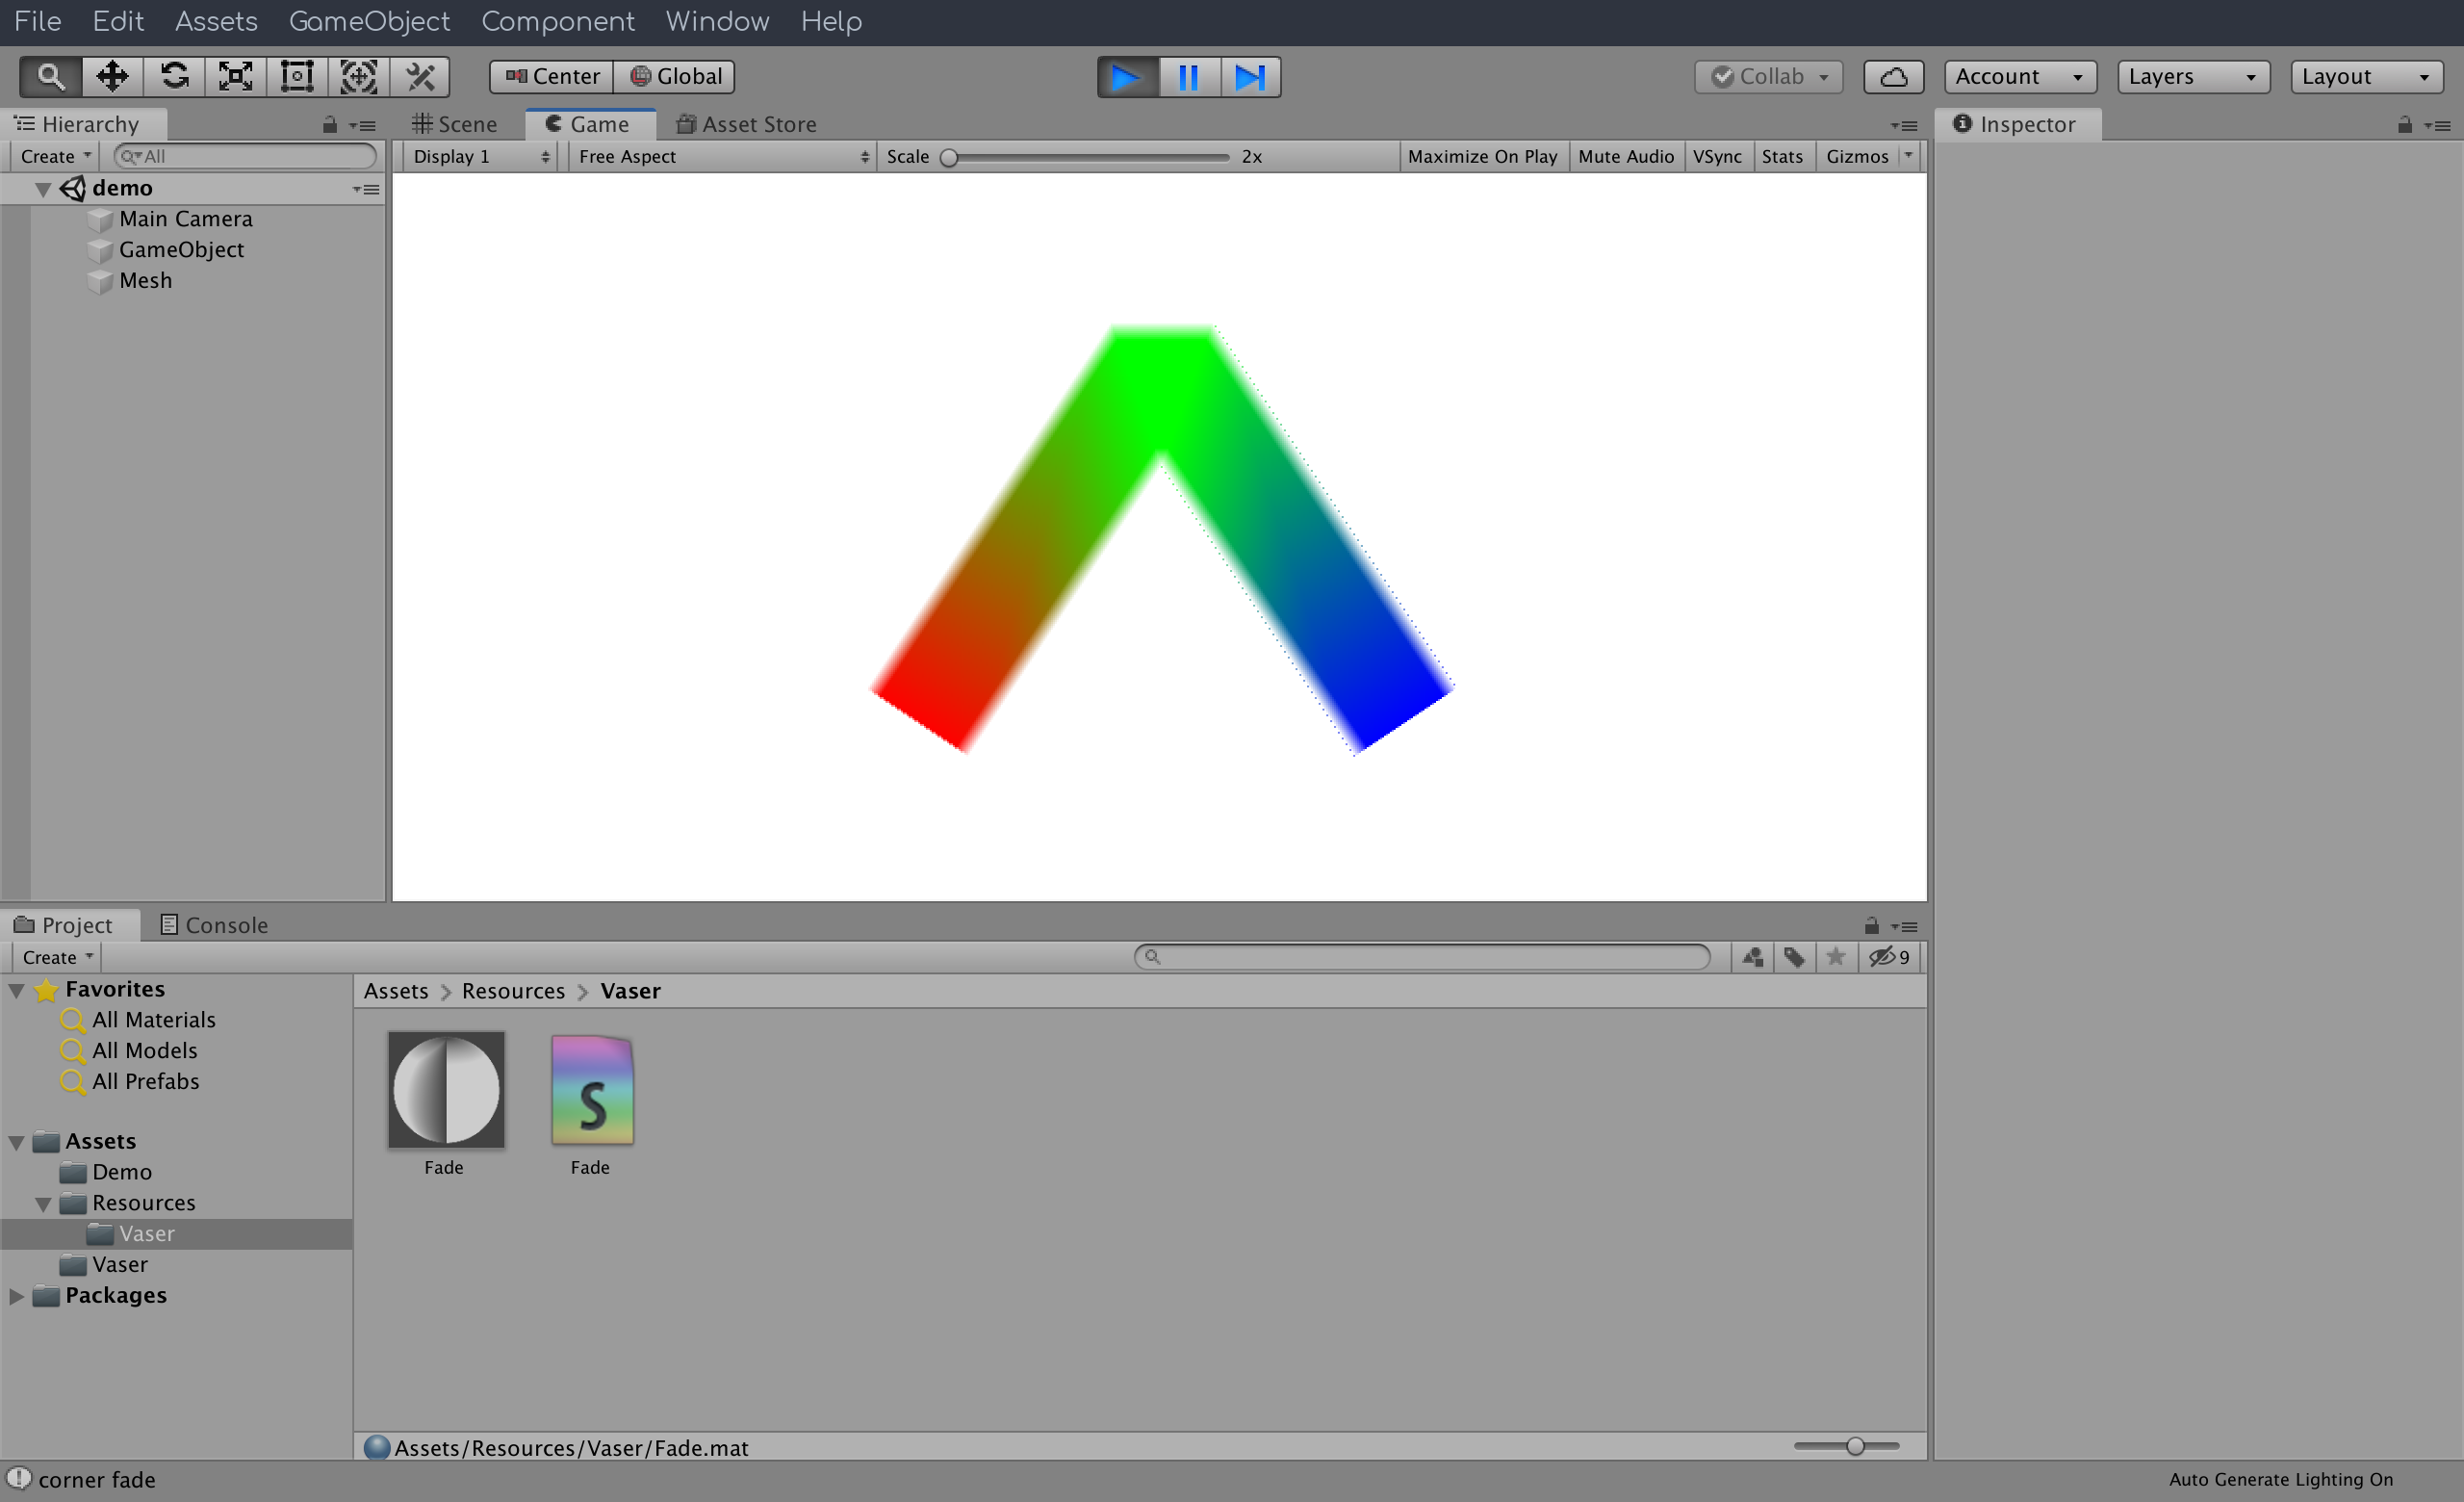 File Edit Assets GameObject Component Window Help
Center Global Collab Account Layers Layout
Hierarchy Scene Game Asset Store Inspector
Create All Display 1 Free Aspect Scale 2x Maximize On Play Mute Audio VSync Stats Gizmos
demo
Main Camera
GameObject
Mesh
Project Console
Create 9
Favorites
All Materials
All Models
All Prefabs
Assets
Demo
Resources
Vaser
Vaser
Packages
Assets > Resources > Vaser
S
Fade Fade
Assets/Resources/Vaser/Fade.mat
corner fade Auto Generate Lighting On